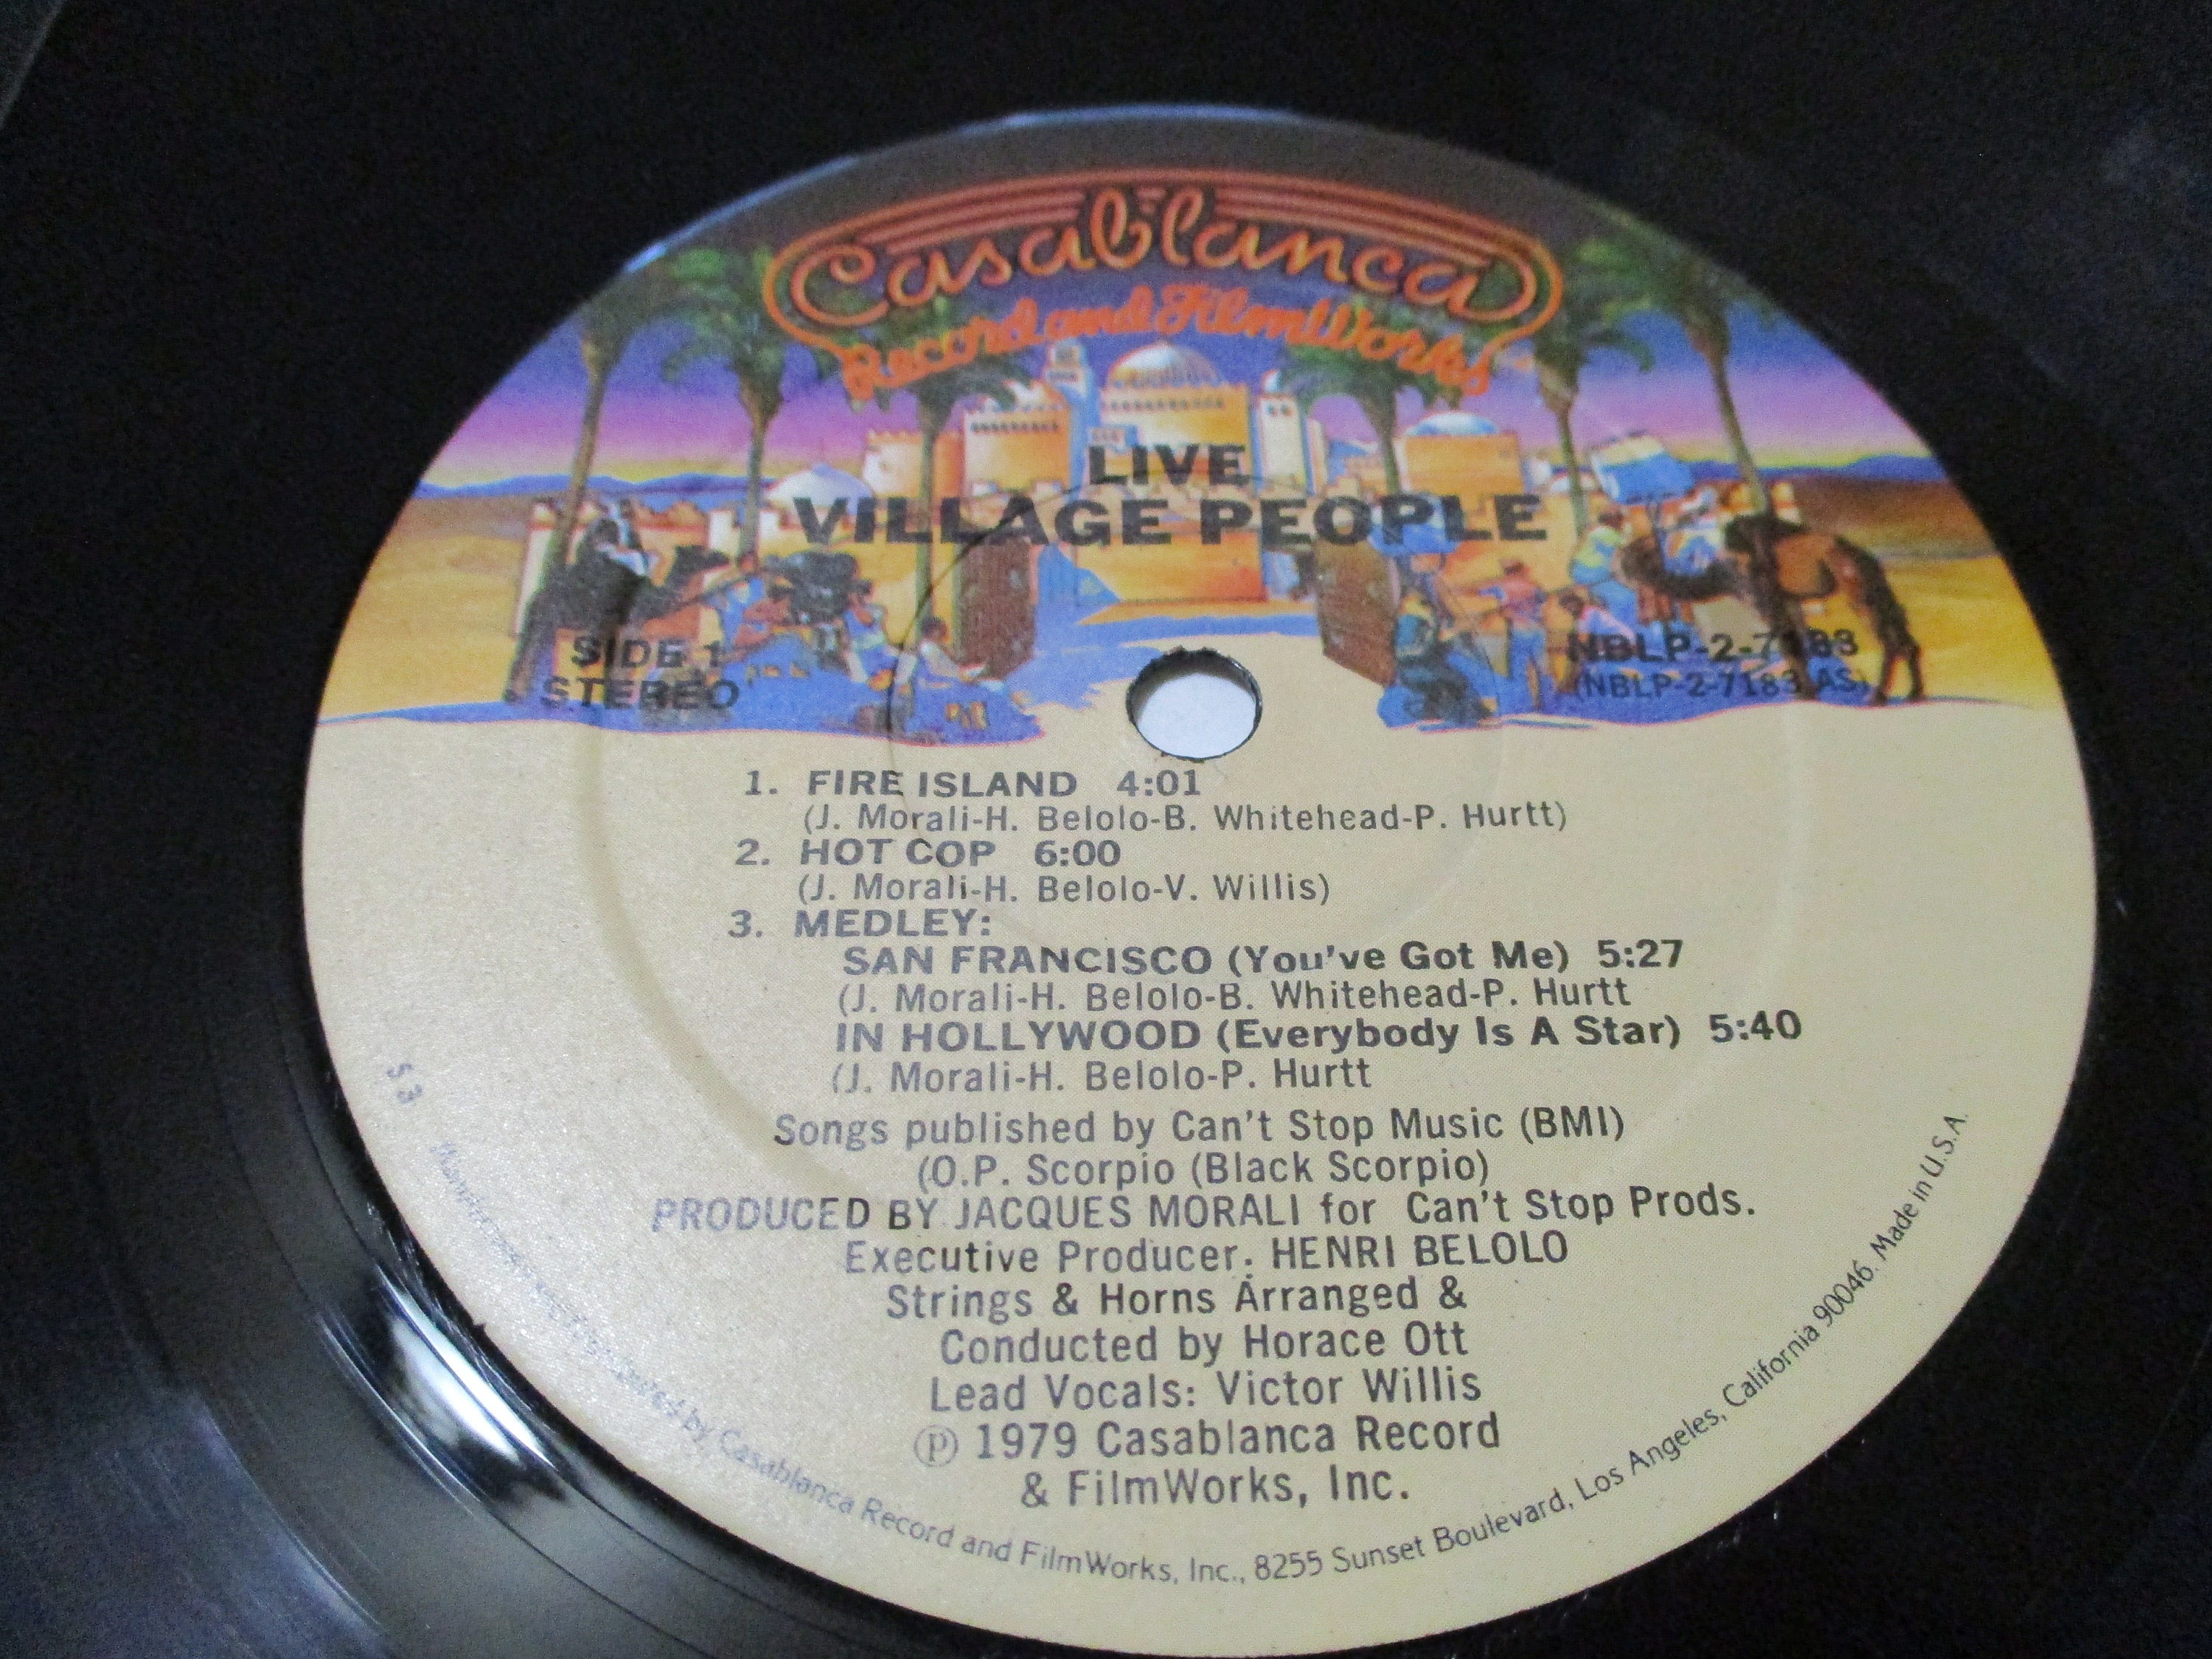 Casablanca
Record and FilmWorks
LIVE
VILLAGE PEOPLE
SIDE 1
STEREO
NBLP-2-7183
(NBLP-2-7183 AS)
1. FIRE ISLAND 4:01
(J. Morali-H. Belolo-B. Whitehead-P. Hurtt)
2. HOT COP 6:00
(J. Morali-H. Belolo-V. Willis)
3. MEDLEY:
SAN FRANCISCO (You've Got Me) 5:27
(J. Morali-H. Belolo-B. Whitehead-P. Hurtt
IN HOLLYWOOD (Everybody Is A Star) 5:40
(J. Morali-H. Belolo-P. Hurtt
Songs published by Can't Stop Music (BMI)
(O.P. Scorpio (Black Scorpio)
PRODUCED BY JACQUES MORALI for Can't Stop Prods.
Executive Producer: HENRI BELOLO
Strings & Horns Arranged &
Conducted by Horace Ott
Lead Vocals: Victor Willis
℗ 1979 Casablanca Record
& FilmWorks, Inc.
53
Manufactured and Distributed by Casablanca Record and FilmWorks, Inc., 8255 Sunset Boulevard, Los Angeles, California 90046. Made in U.S.A.